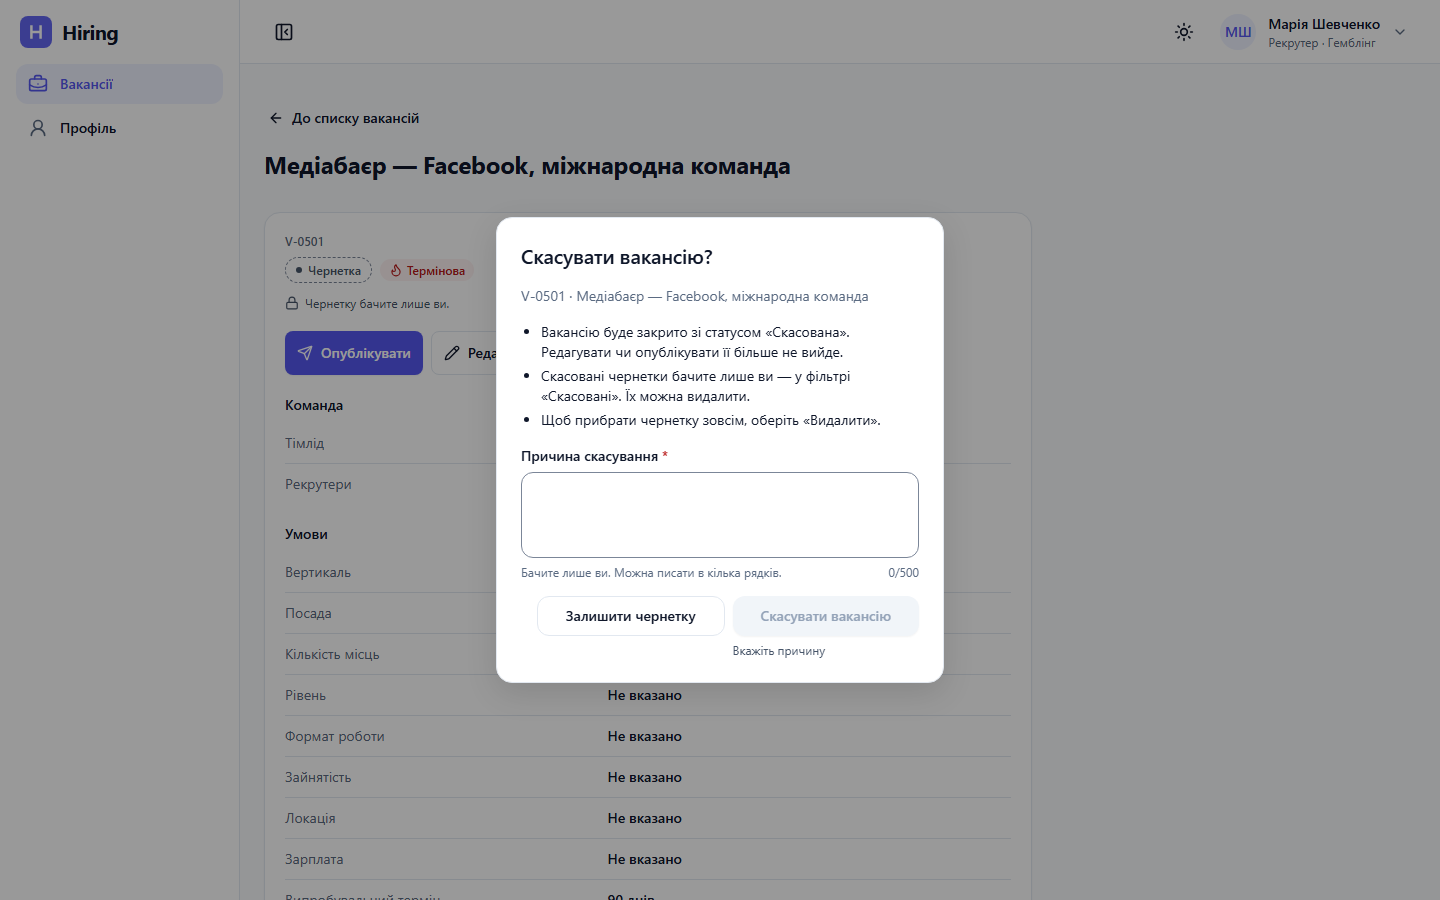 H Hiring
Марія Шевченко
Рекрутер · Гемблінг
МШ
Вакансії
Профіль
До списку вакансій
Медіабаєр — Facebook, міжнародна команда
V-0501
Чернетка
Термінова
Чернетку бачите лише ви.
Опублікувати
Реда
Команда
Тімлід
Рекрутери
Умови
Вертикаль
Посада
Кількість місць
Рівень
Не вказано
Формат роботи
Не вказано
Зайнятість
Не вказано
Локація
Не вказано
Зарплата
Не вказано
Випробувальний термін
90 днів
Скасувати вакансію?
V-0501 · Медіабаєр — Facebook, міжнародна команда
Вакансію буде закрито зі статусом «Скасована».
Редагувати чи опублікувати її більше не вийде.
Скасовані чернетки бачите лише ви — у фільтрі
«Скасовані». Їх можна видалити.
Щоб прибрати чернетку зовсім, оберіть «Видалити».
Причина скасування *
Бачите лише ви. Можна писати в кілька рядків.
0/500
Залишити чернетку
Скасувати вакансію
Вкажіть причину